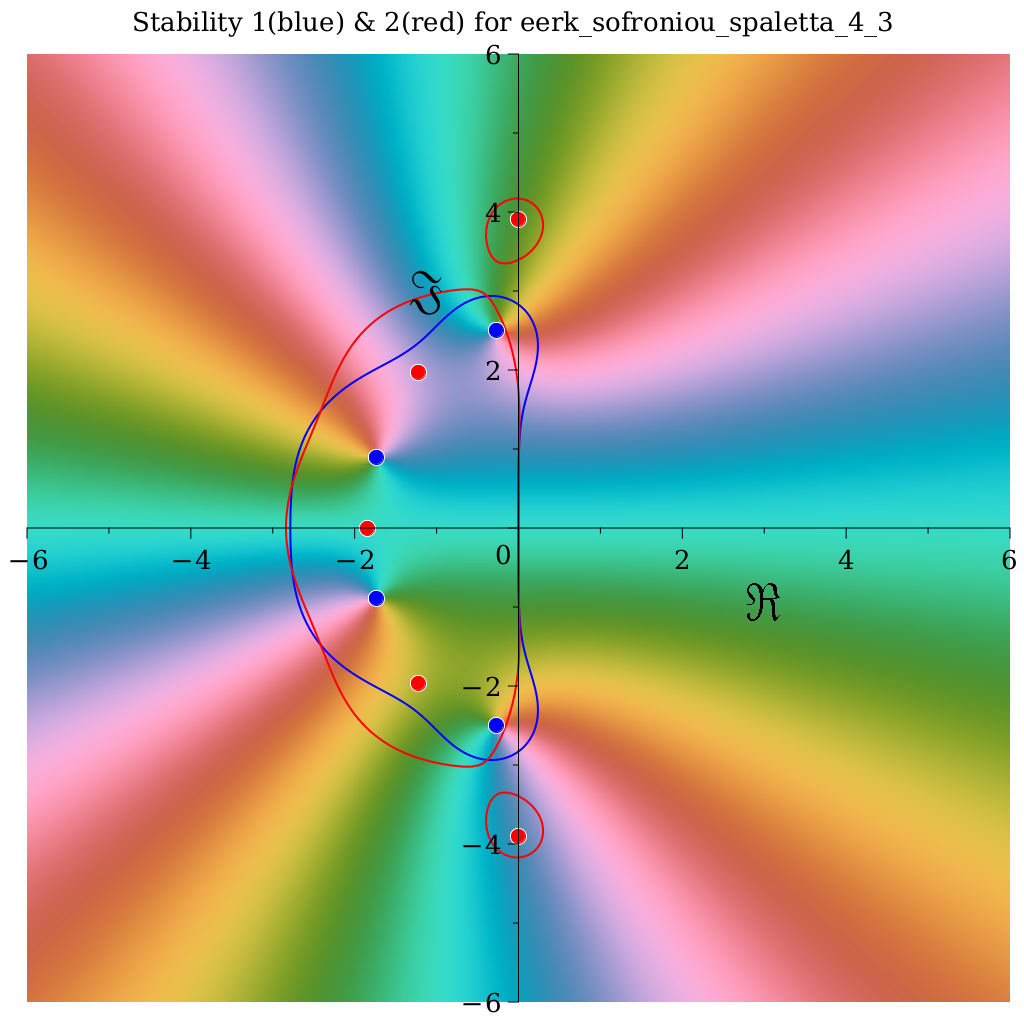 Stability 1(blue) & 2(red) for eerk_sofroniou_spaletta_4_3
6
4
ℑ
2
−6 −4 −2 0 2 4 6
ℜ
−2
−4
−6